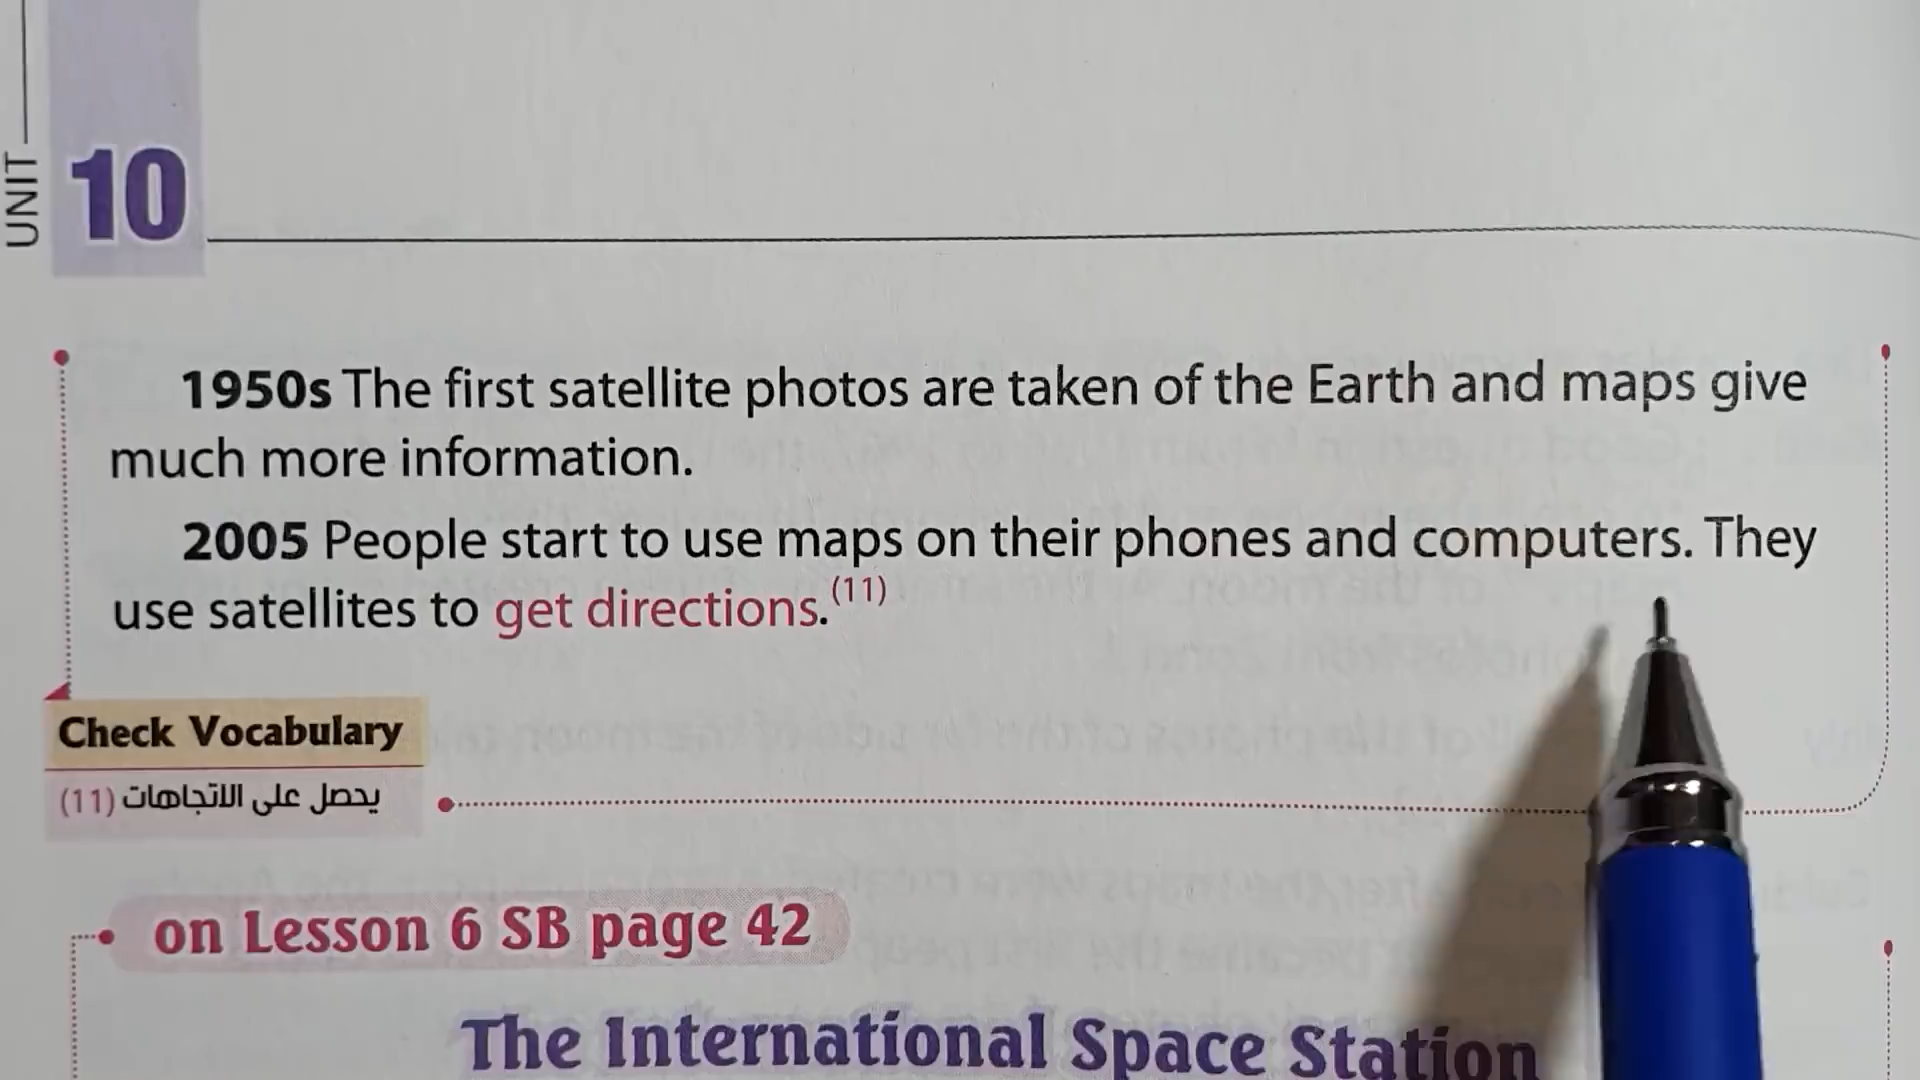 UNIT
10
1950s The first satellite photos are taken of the Earth and maps give
much more information.
2005 People start to use maps on their phones and computers. They
use satellites to get directions.(11)
Check Vocabulary
(11) يحصل على الاتجاهات
on Lesson 6 SB page 42
The International Space Station